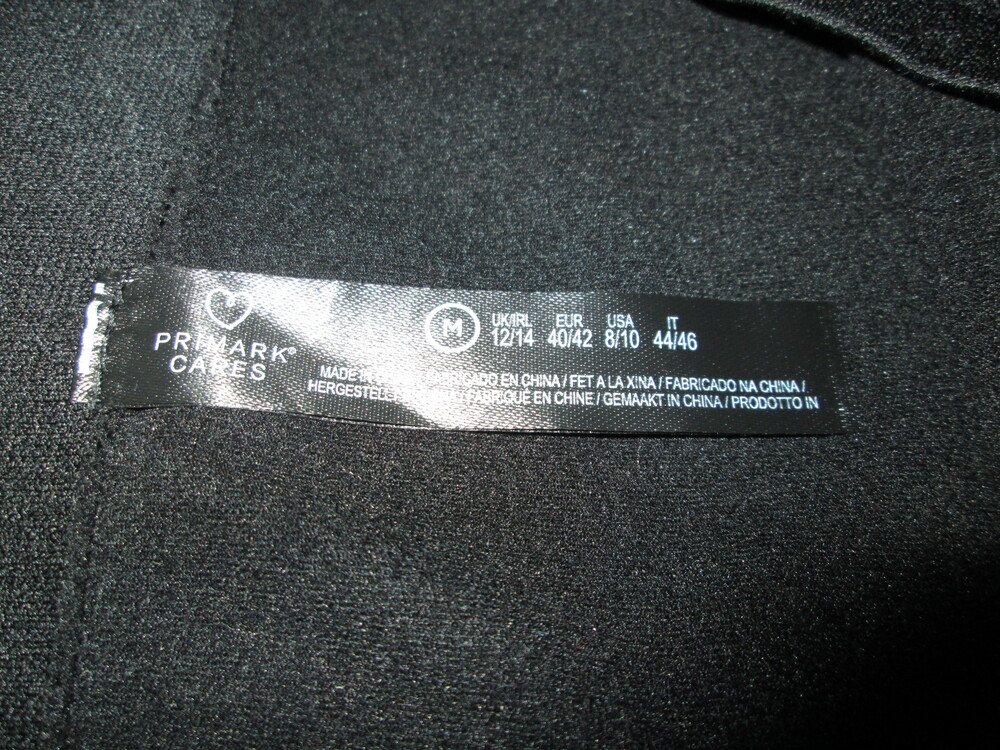 PRIMARK®
CARES
M
UK/IRL EUR USA IT
12/14 40/42 8/10 44/46
MADE IN FABRICADO EN CHINA / FET A LA XINA / FABRICADO NA CHINA /
/ FABRIQUÉ EN CHINE / GEMAAKT IN CHINA / PRODOTTO IN